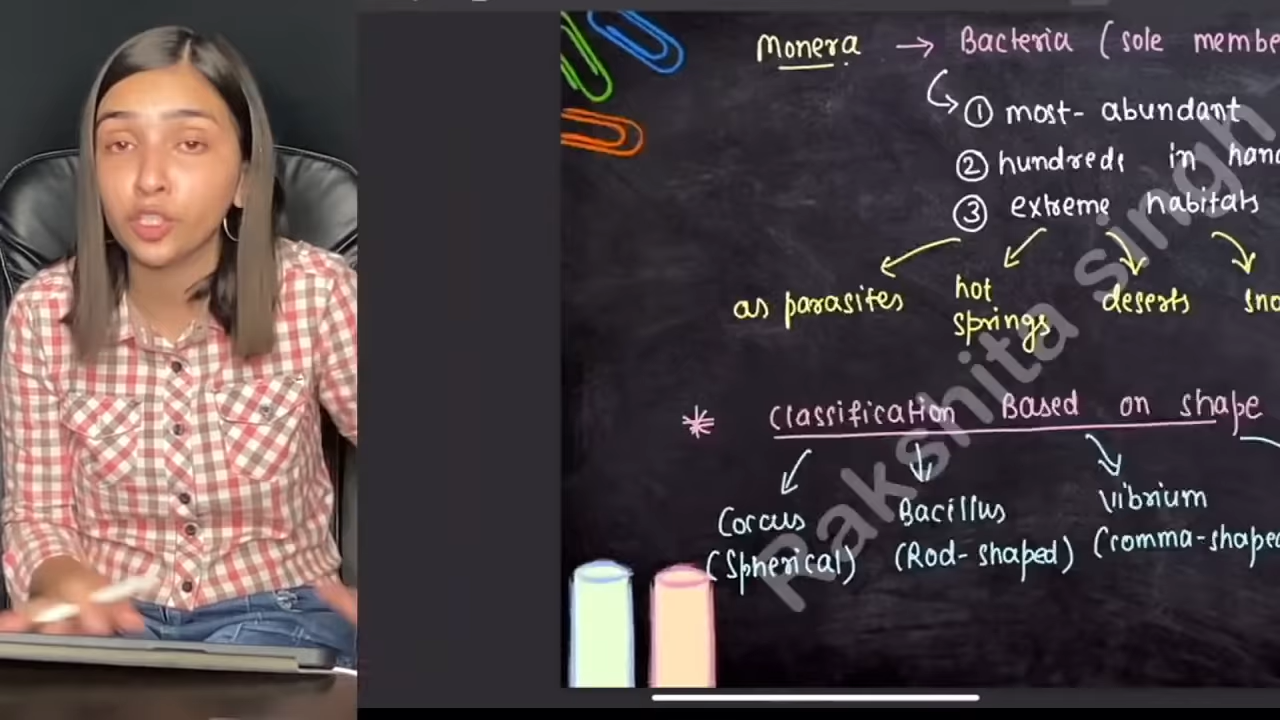 Monera → Bacteria (sole membe
① most- abundant
② hundreds in hand
③ extreme habitats
as parasites hot springs deserts sno
* Classification Based on shape
Coccus Bacillus Vibrium
(Spherical) (Rod-shaped) (comma-shaped
Rakshita singh